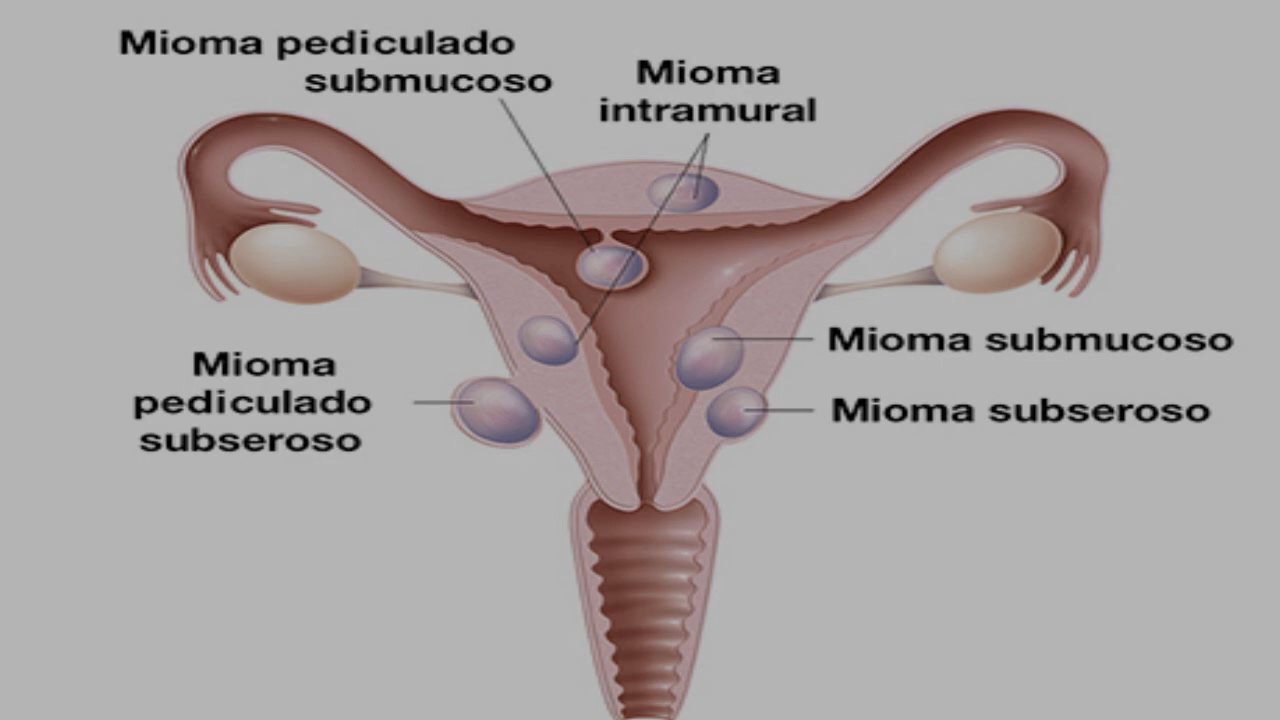 Mioma pediculado
submucoso
Mioma
intramural
Mioma submucoso
Mioma subseroso
Mioma
pediculado
subseroso